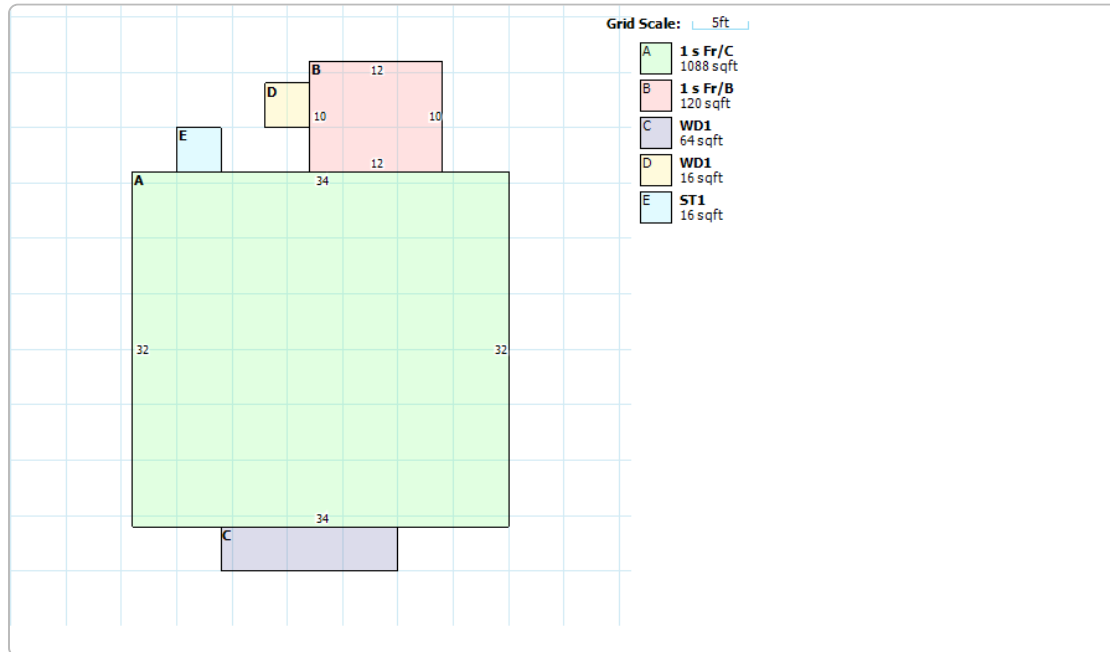 Grid Scale: 5ft
A 1 s Fr/C
1088 sqft
B 1 s Fr/B
120 sqft
C WD1
64 sqft
D WD1
16 sqft
E ST1
16 sqft
B 12
D
10 10
E
12
A 34
32 32
34
C